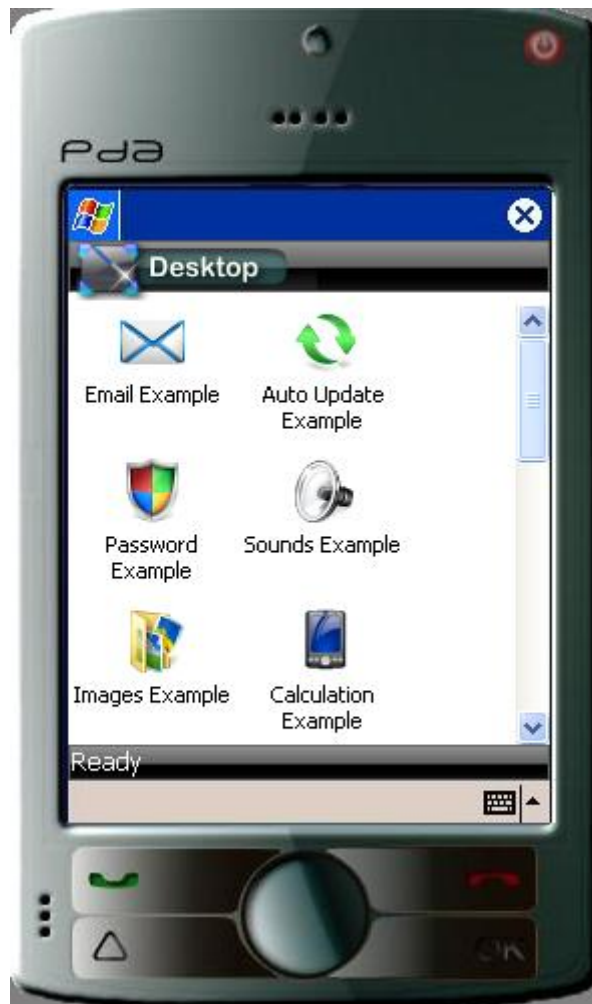 PdA
Desktop
Email Example
Auto Update
Example
Password
Example
Sounds Example
Images Example
Calculation
Example
Ready
OK